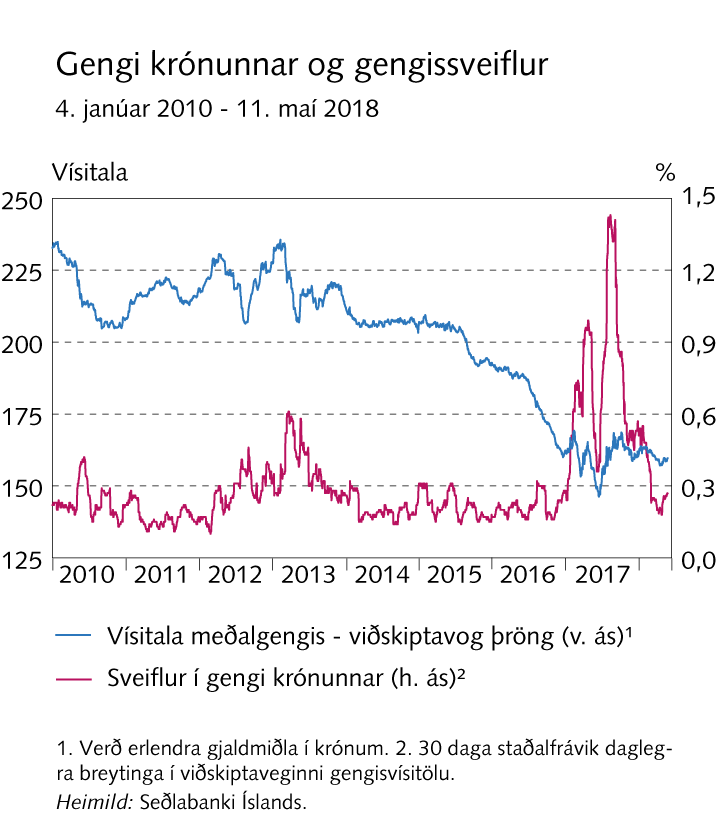 Gengi krónunnar og gengissveiflur
4. janúar 2010 - 11. maí 2018
Vísitala %
250 1,5
225 1,2
200 0,9
175 0,6
150 0,3
125 0,0
2010 2011 2012 2013 2014 2015 2016 2017
Vísitala meðalgengis - viðskiptavog þröng (v. ás)¹
Sveiflur í gengi krónunnar (h. ás)²
1. Verð erlendra gjaldmiðla í krónum. 2. 30 daga staðalfrávik dagleg-
ra breytinga í viðskiptaveginni gengisvísitölu.
Heimild: Seðlabanki Íslands.